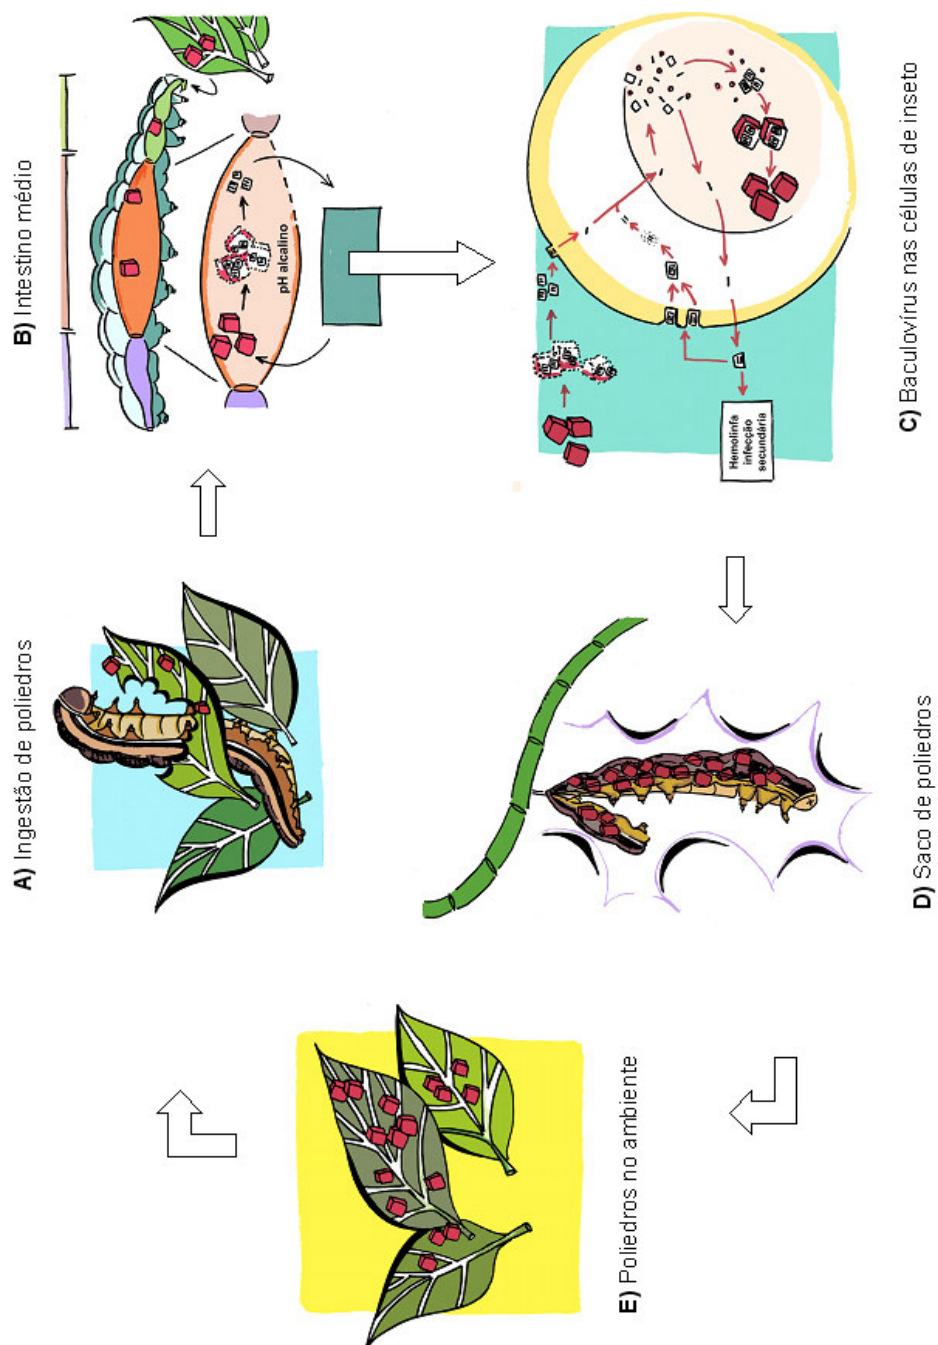 A) Ingestão de poliedros
B) Intestino médio
pH alcalino
C) Baculovírus nas células de inseto
Hemolinfa
infecção
secundária
D) Saco de poliedros
E) Poliedros no ambiente